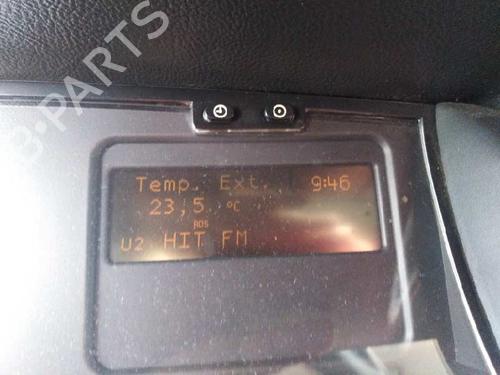 B-PARTS
Temp. Ext. 9:46
23,5 °C
RDS
U2 HIT FM